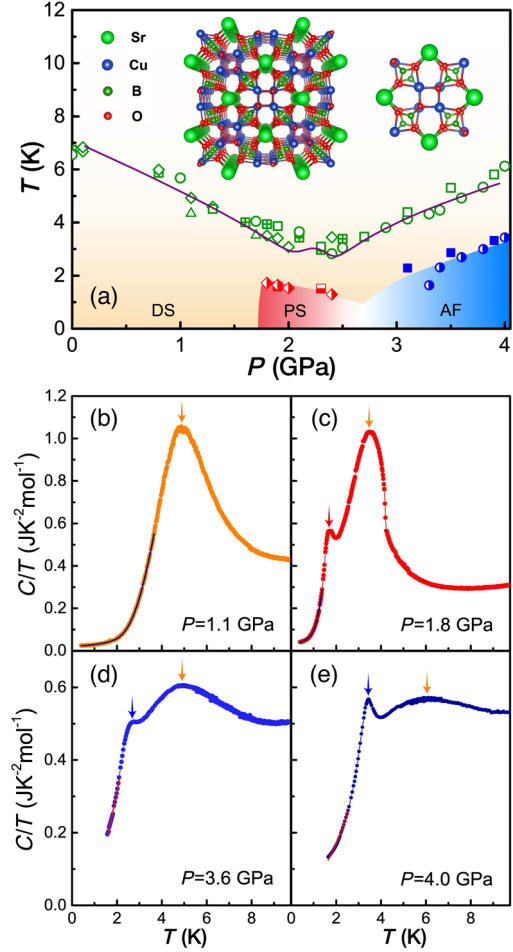 12
10
8
6
4
2
0
T (K)
Sr
Cu
B
O
(a)
DS
PS
AF
0
1
2
3
4
P (GPa)
1.2
1.0
0.8
0.6
0.4
0.2
0.0
C/T (JK⁻²mol⁻¹)
(b)
P=1.1 GPa
(c)
P=1.8 GPa
0.6
0.4
0.2
0.0
C/T (JK⁻²mol⁻¹)
(d)
P=3.6 GPa
(e)
P=4.0 GPa
0 2 4 6 8
0 2 4 6 8
T (K)
T (K)